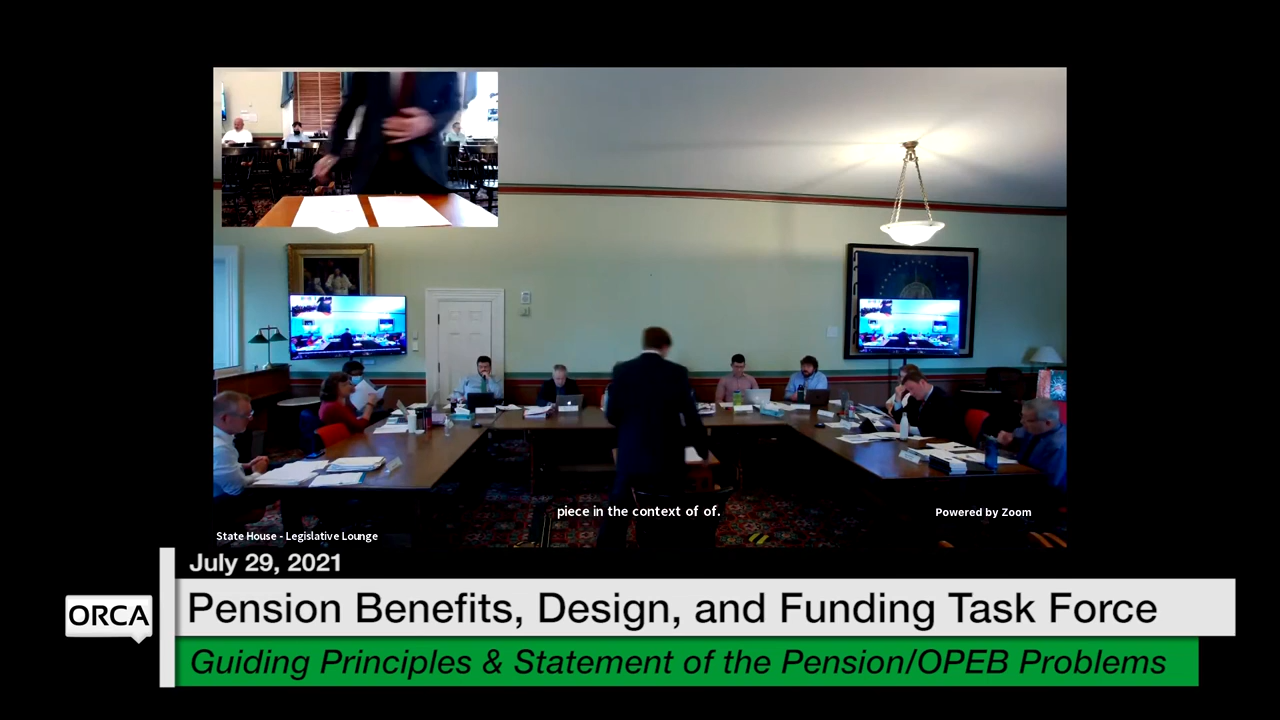 piece in the context of of.
Powered by Zoom
State House - Legislative Lounge
July 29, 2021
ORCA
Pension Benefits, Design, and Funding Task Force
Guiding Principles & Statement of the Pension/OPEB Problems